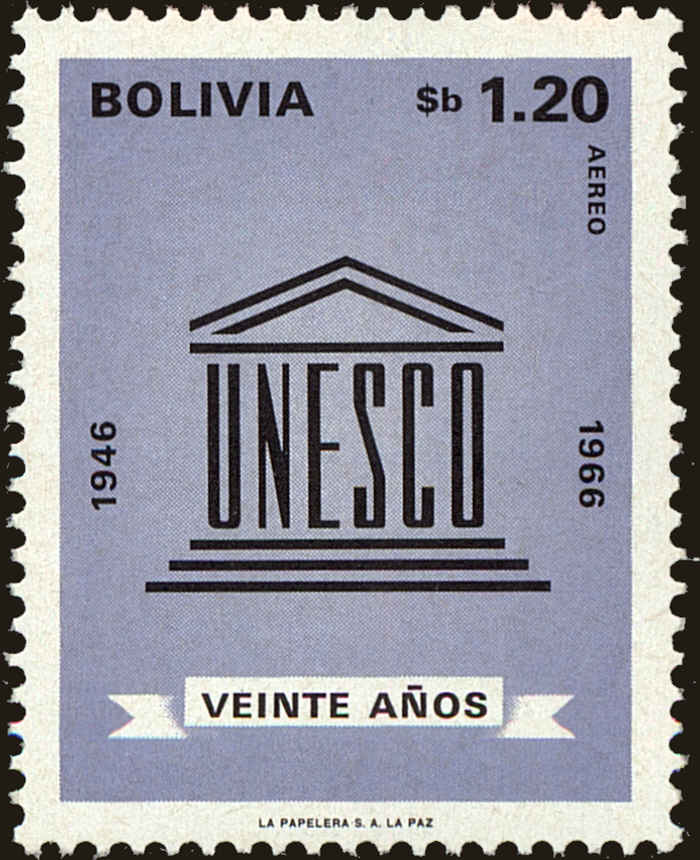 BOLIVIA
$b 1.20
AEREO
UNESCO
1946
1966
VEINTE AÑOS
LA PAPELERA S. A. LA PAZ